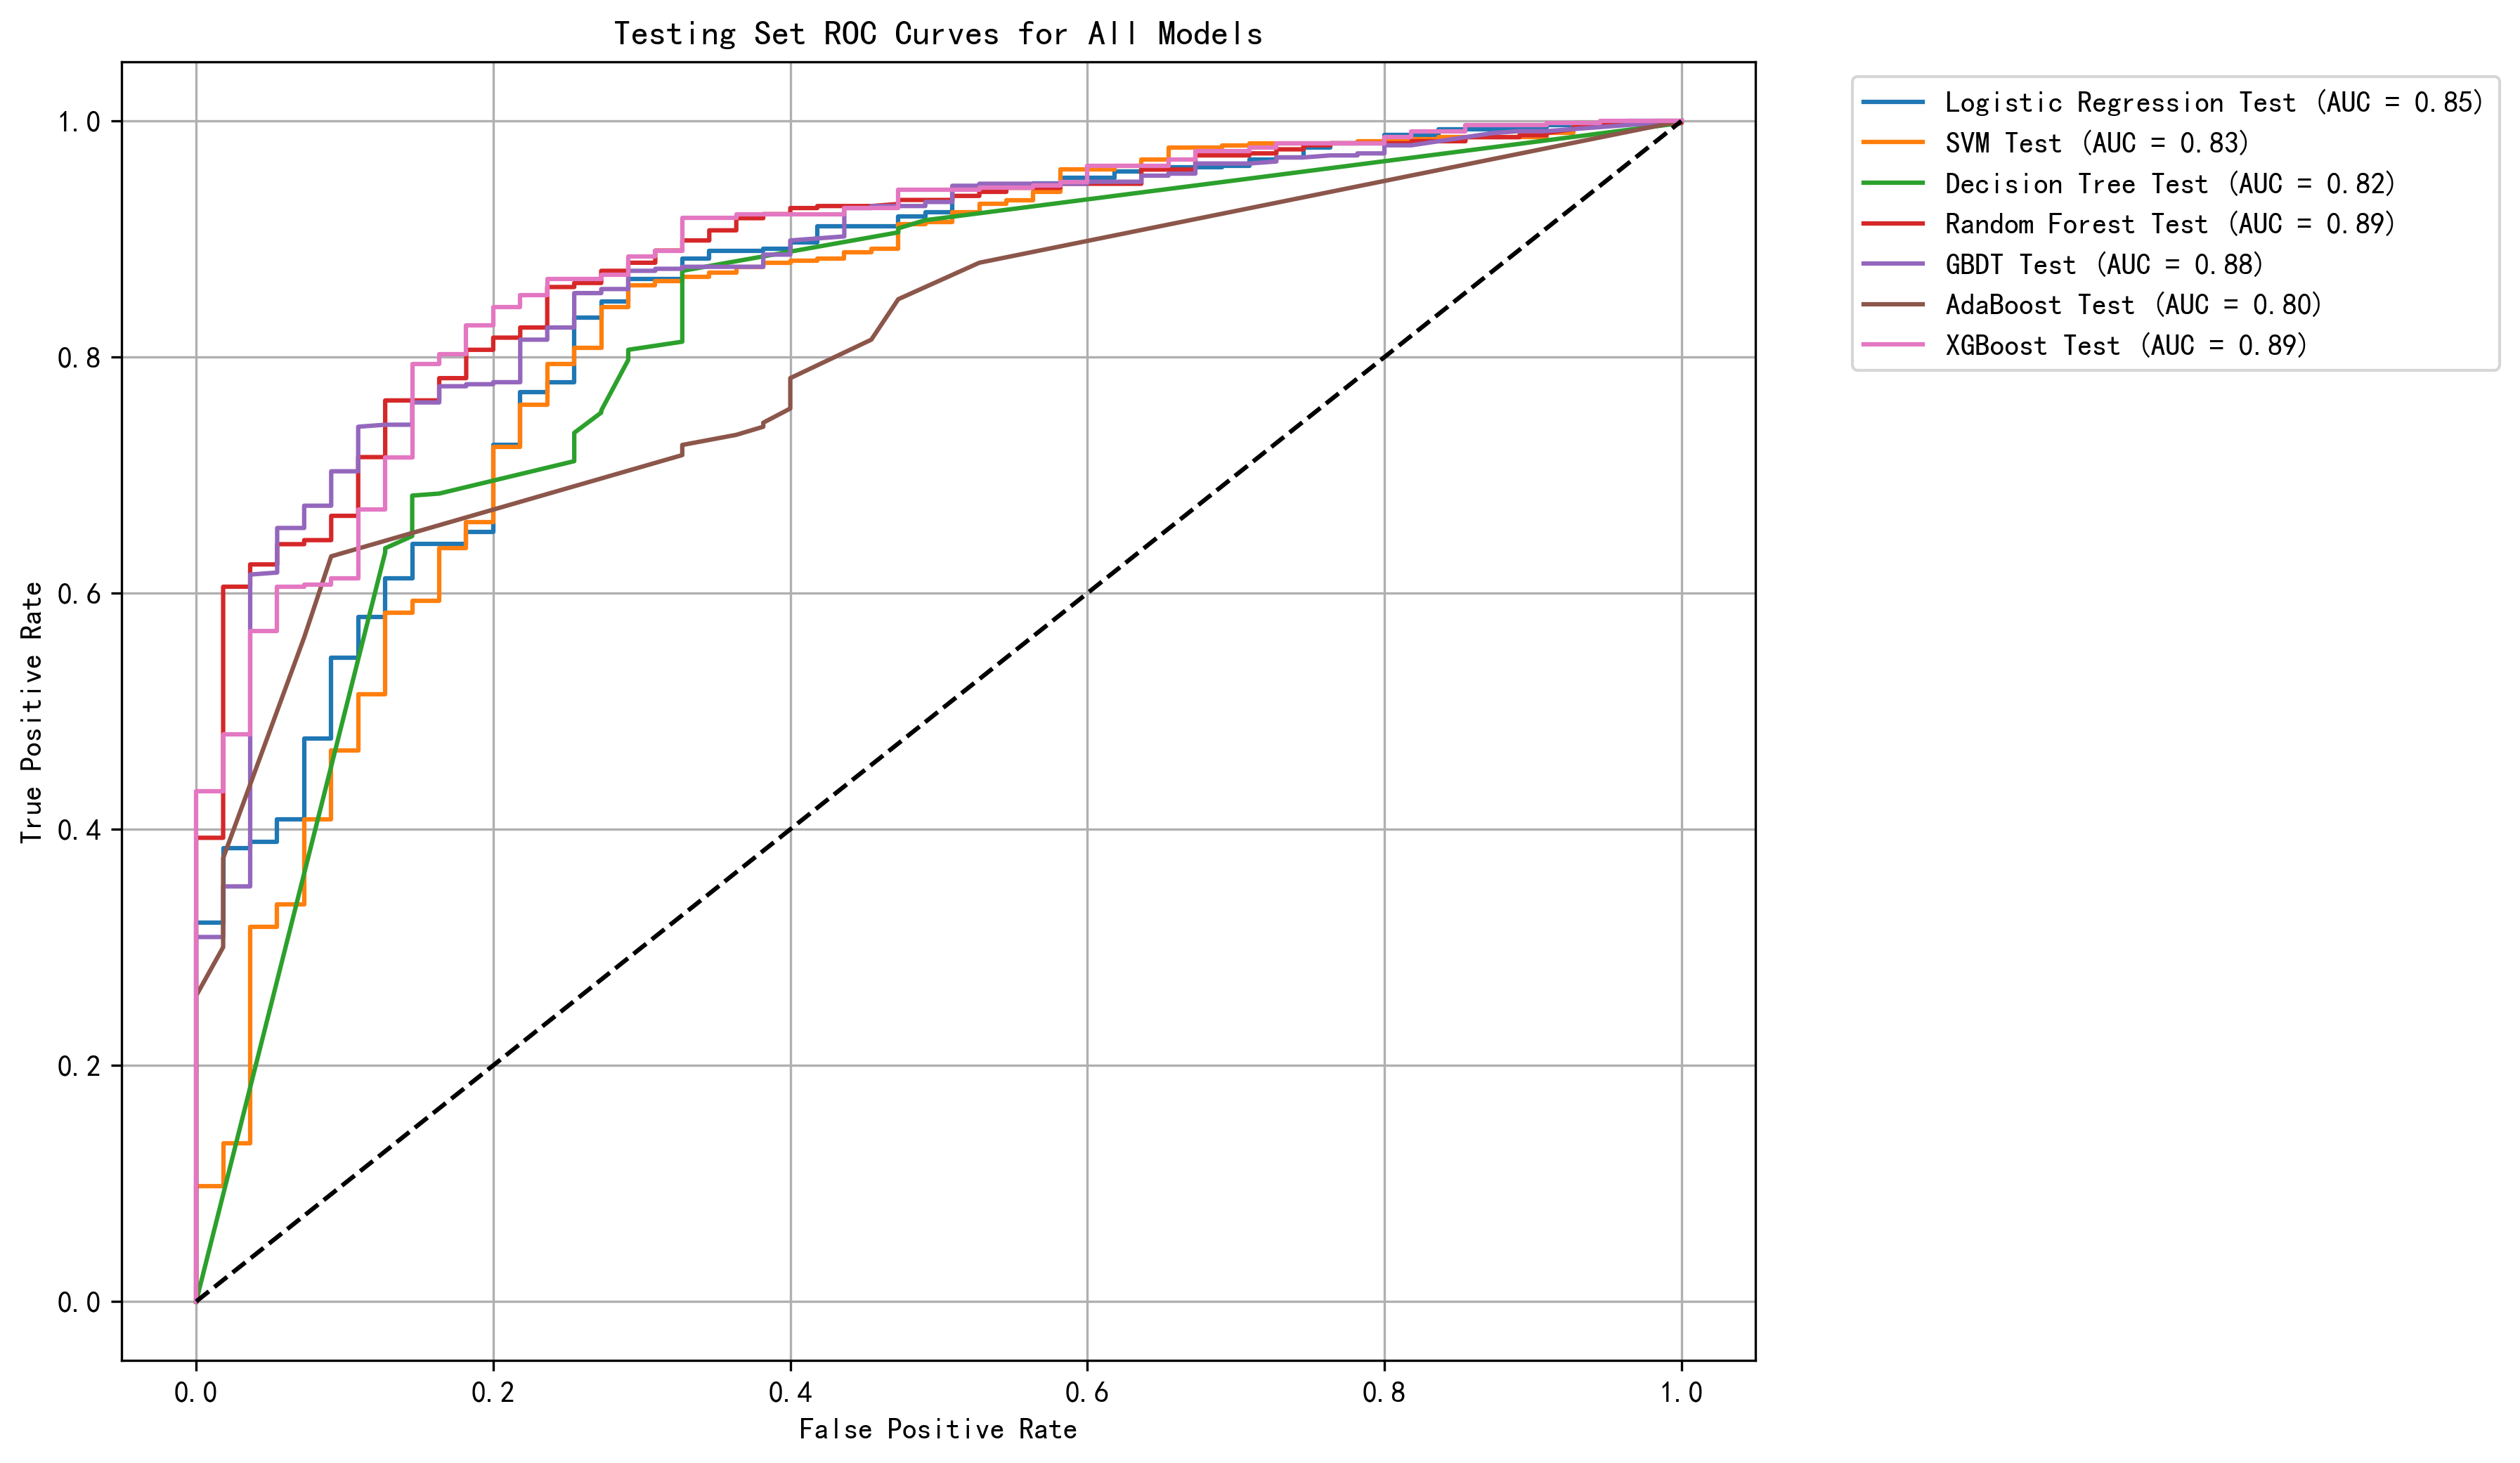 Testing Set ROC Curves for All Models
True Positive Rate
1.0
0.8
0.6
0.4
0.2
0.0
0.0 0.2 0.4 0.6 0.8 1.0
False Positive Rate
Logistic Regression Test (AUC = 0.85)
SVM Test (AUC = 0.83)
Decision Tree Test (AUC = 0.82)
Random Forest Test (AUC = 0.89)
GBDT Test (AUC = 0.88)
AdaBoost Test (AUC = 0.80)
XGBoost Test (AUC = 0.89)